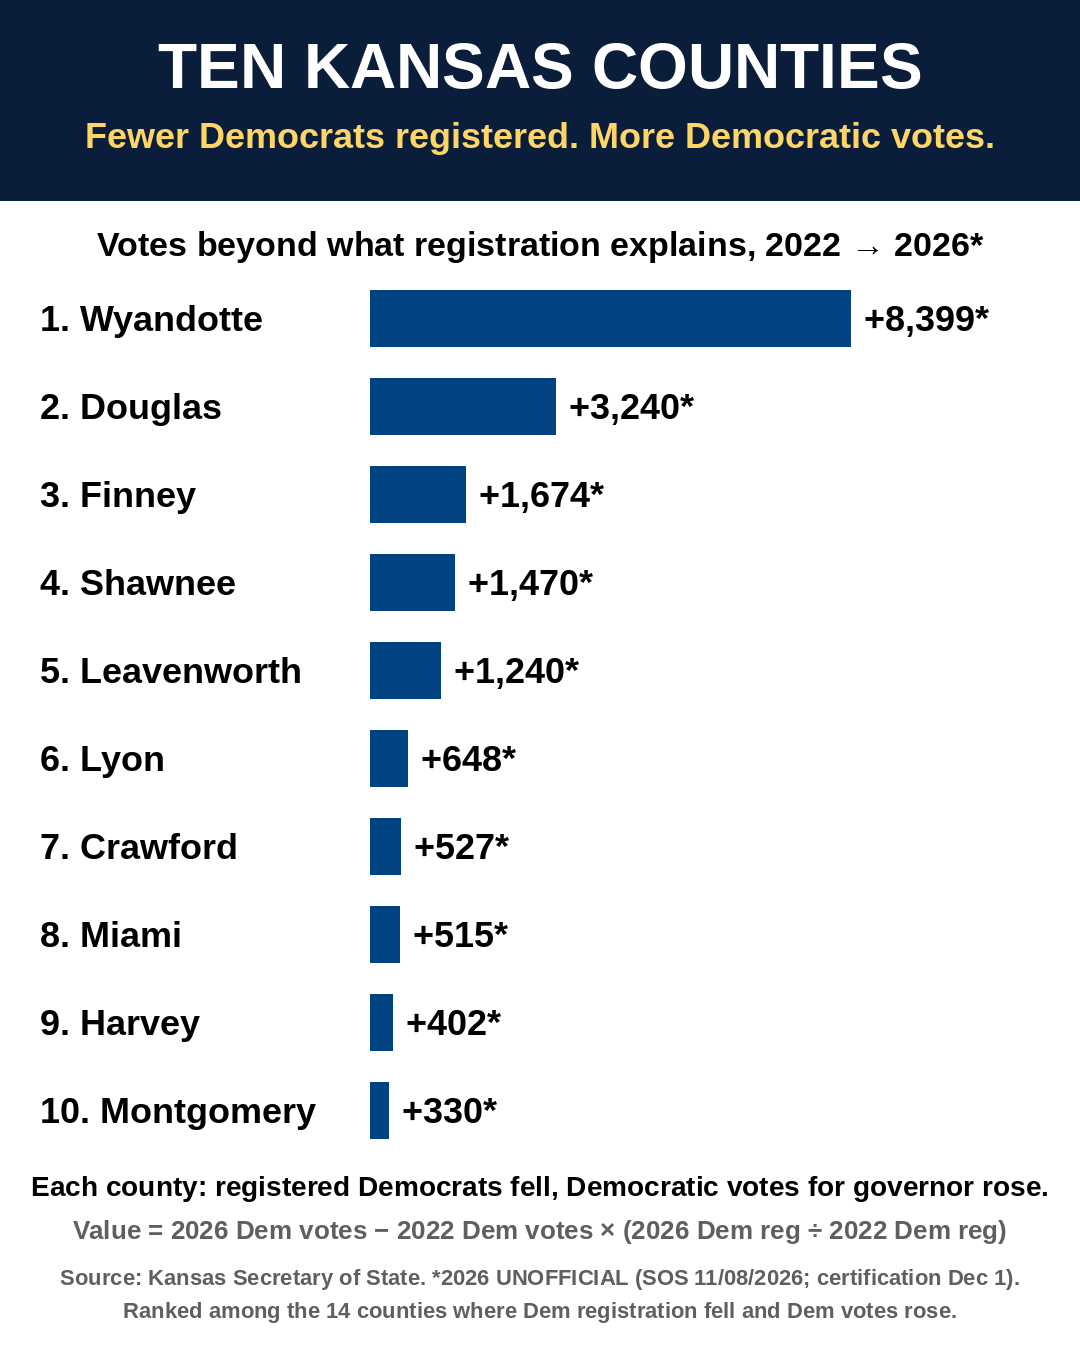 TEN KANSAS COUNTIES
Fewer Democrats registered. More Democratic votes.
Votes beyond what registration explains, 2022 → 2026*
1. Wyandotte +8,399*
2. Douglas +3,240*
3. Finney +1,674*
4. Shawnee +1,470*
5. Leavenworth +1,240*
6. Lyon +648*
7. Crawford +527*
8. Miami +515*
9. Harvey +402*
10. Montgomery +330*
Each county: registered Democrats fell, Democratic votes for governor rose.
Value = 2026 Dem votes − 2022 Dem votes × (2026 Dem reg ÷ 2022 Dem reg)
Source: Kansas Secretary of State. *2026 UNOFFICIAL (SOS 11/08/2026; certification Dec 1).
Ranked among the 14 counties where Dem registration fell and Dem votes rose.